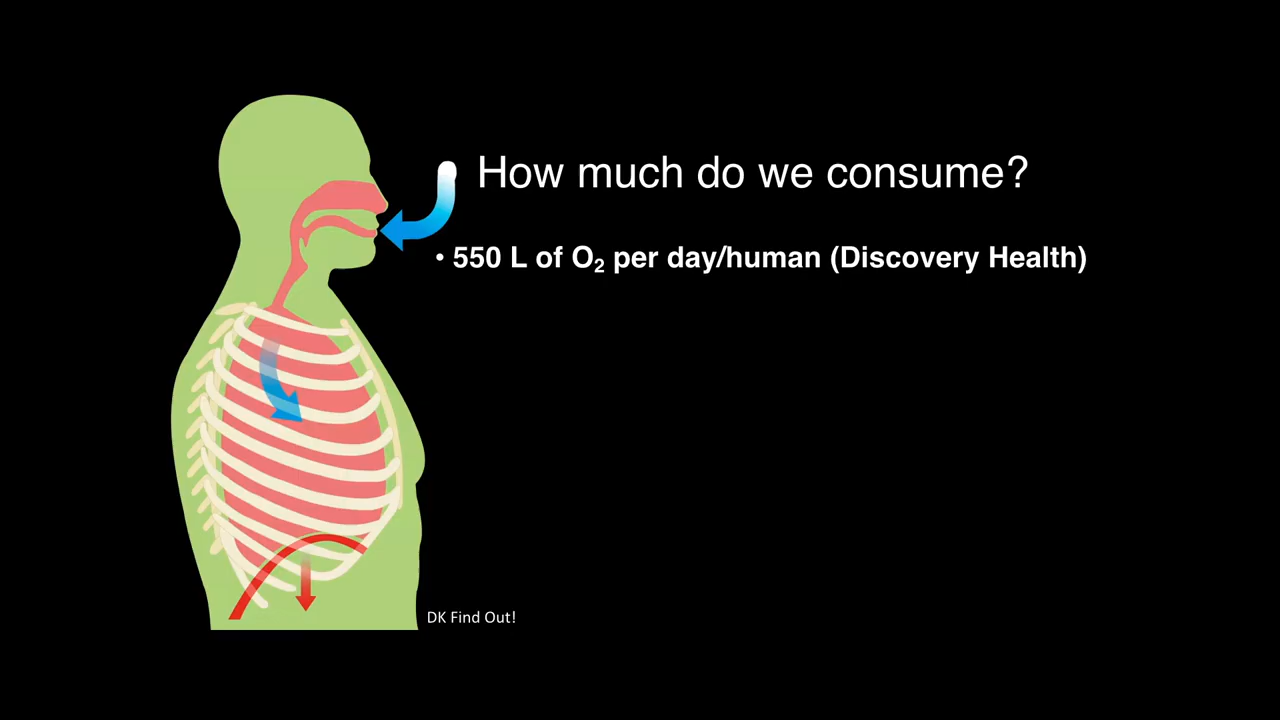 How much do we consume?
• 550 L of O₂ per day/human (Discovery Health)
DK Find Out!